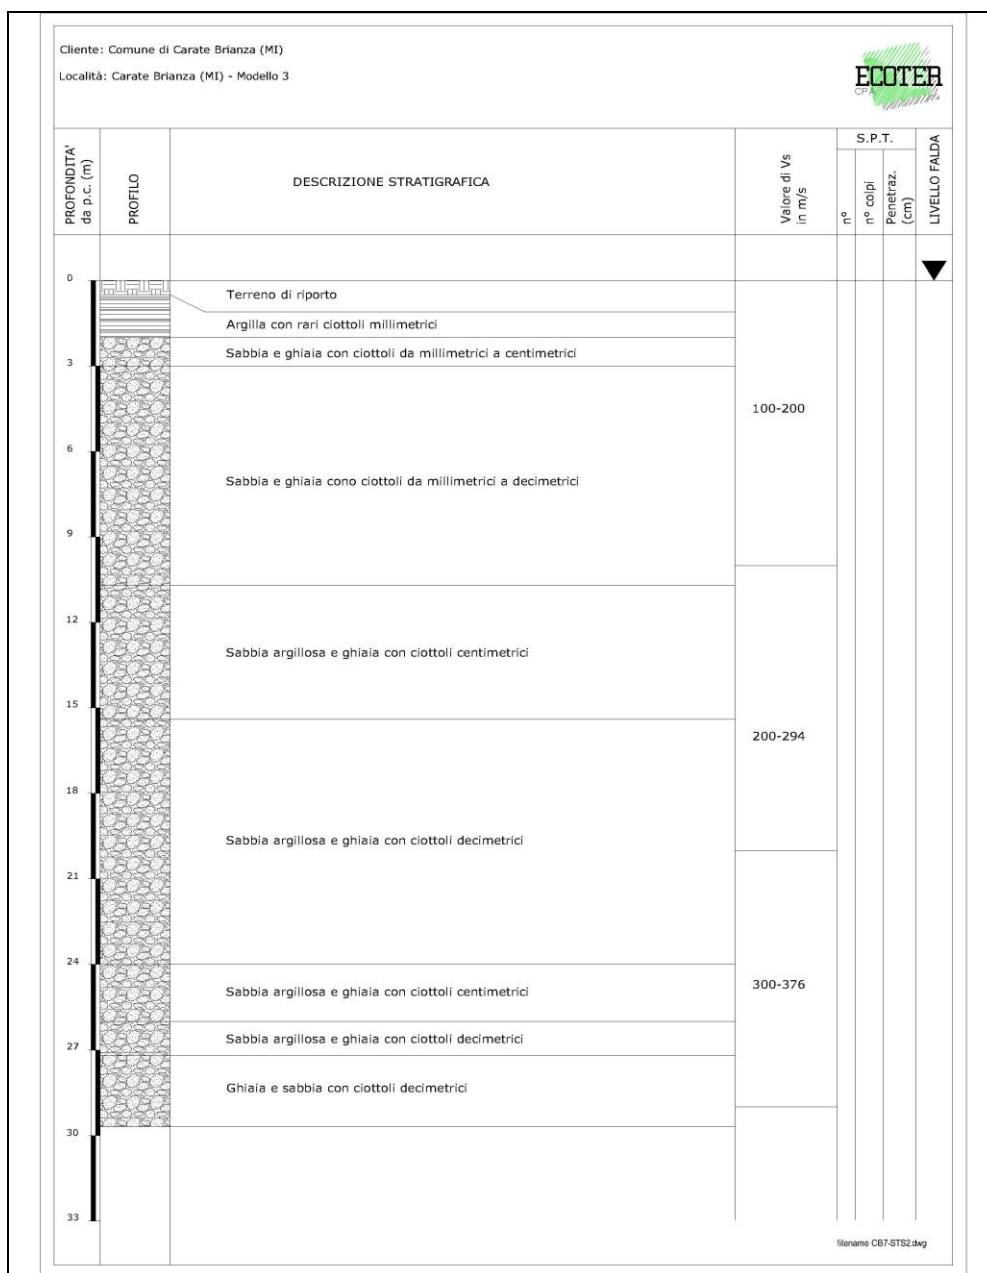 Cliente: Comune di Carate Brianza (MI)
Località: Carate Brianza (MI) - Modello 3
ECOTER
CPA
PROFONDITA'
da p.c. (m)
PROFILO
DESCRIZIONE STRATIGRAFICA
Valore di Vs
in m/s
S.P.T.
n°
n° colpi
Penetraz.
(cm)
LIVELLO FALDA
0
Terreno di riporto
Argilla con rari ciottoli millimetrici
Sabbia e ghiaia con ciottoli da millimetrici a centimetrici
3
100-200
6
Sabbia e ghiaia cono ciottoli da millimetrici a decimetrici
9
12
Sabbia argillosa e ghiaia con ciottoli centimetrici
15
200-294
18
Sabbia argillosa e ghiaia con ciottoli decimetrici
21
24
300-376
Sabbia argillosa e ghiaia con ciottoli centimetrici
Sabbia argillosa e ghiaia con ciottoli decimetrici
27
Ghiaia e sabbia con ciottoli decimetrici
30
33
filename CB7-STS2.dwg